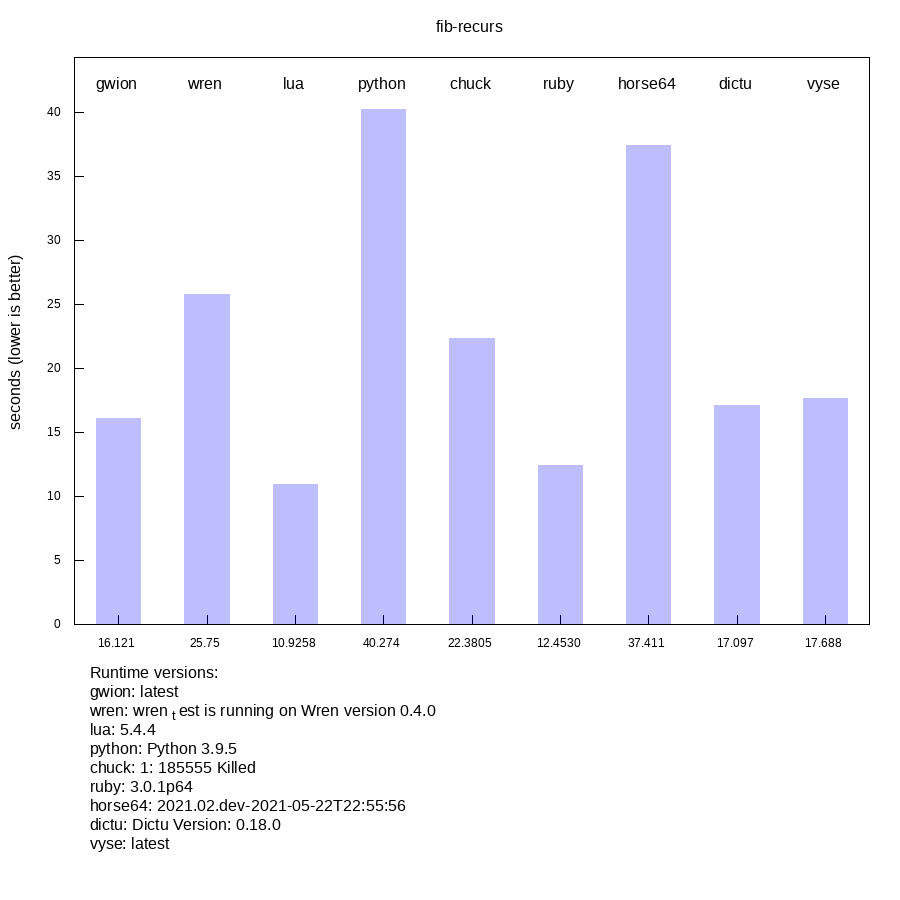 fib-recurs
gwion wren lua python chuck ruby horse64 dictu vyse
40
35
30
25
20
15
10
5
0
seconds (lower is better)
16.121 25.75 10.9258 40.274 22.3805 12.4530 37.411 17.097 17.688
Runtime versions:
gwion: latest
wren: wren t est is running on Wren version 0.4.0
lua: 5.4.4
python: Python 3.9.5
chuck: 1: 185555 Killed
ruby: 3.0.1p64
horse64: 2021.02.dev-2021-05-22T22:55:56
dictu: Dictu Version: 0.18.0
vyse: latest